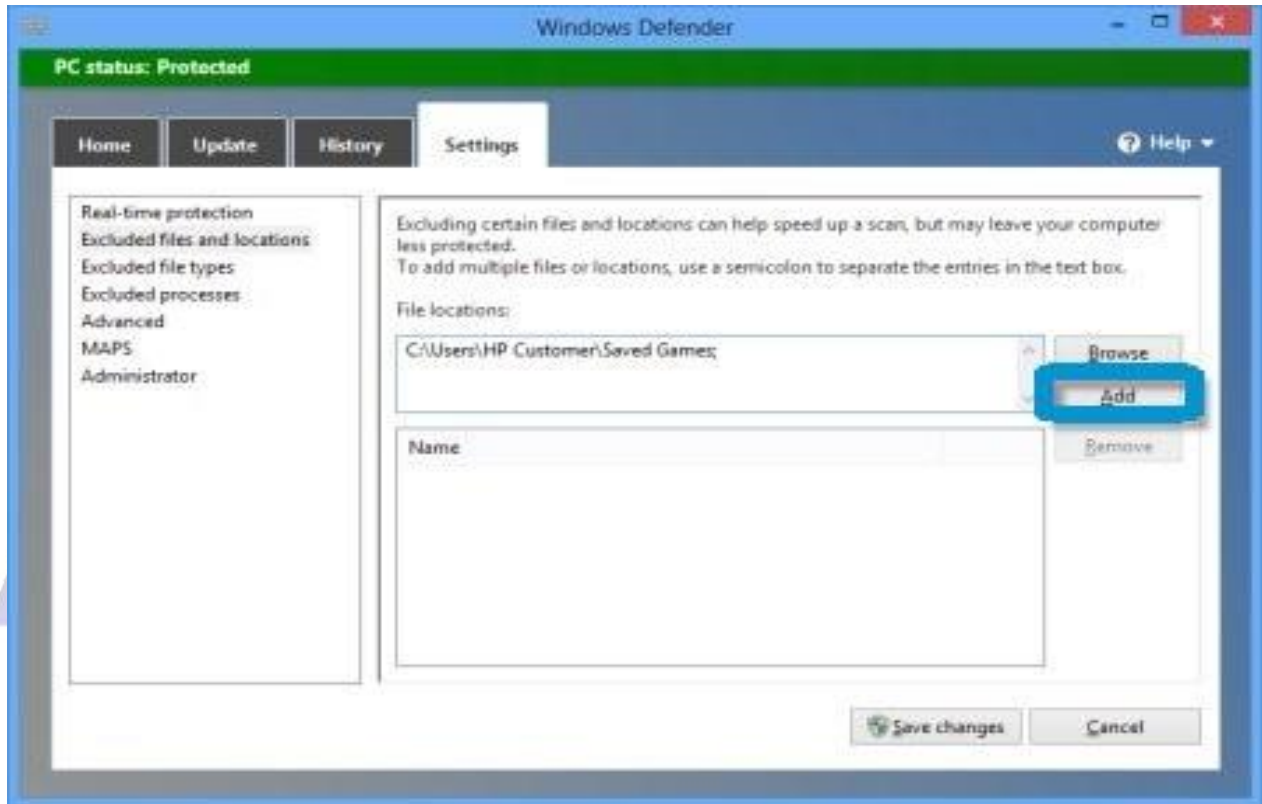 Windows Defender
PC status: Protected
Home Update History Settings Help
Real-time protection
Excluded files and locations
Excluded file types
Excluded processes
Advanced
MAPS
Administrator
Excluding certain files and locations can help speed up a scan, but may leave your computer
less protected.
To add multiple files or locations, use a semicolon to separate the entries in the text box.
File locations:
C:\Users\HP Customer\Saved Games;
Browse
Add
Name
Remove
Save changes Cancel